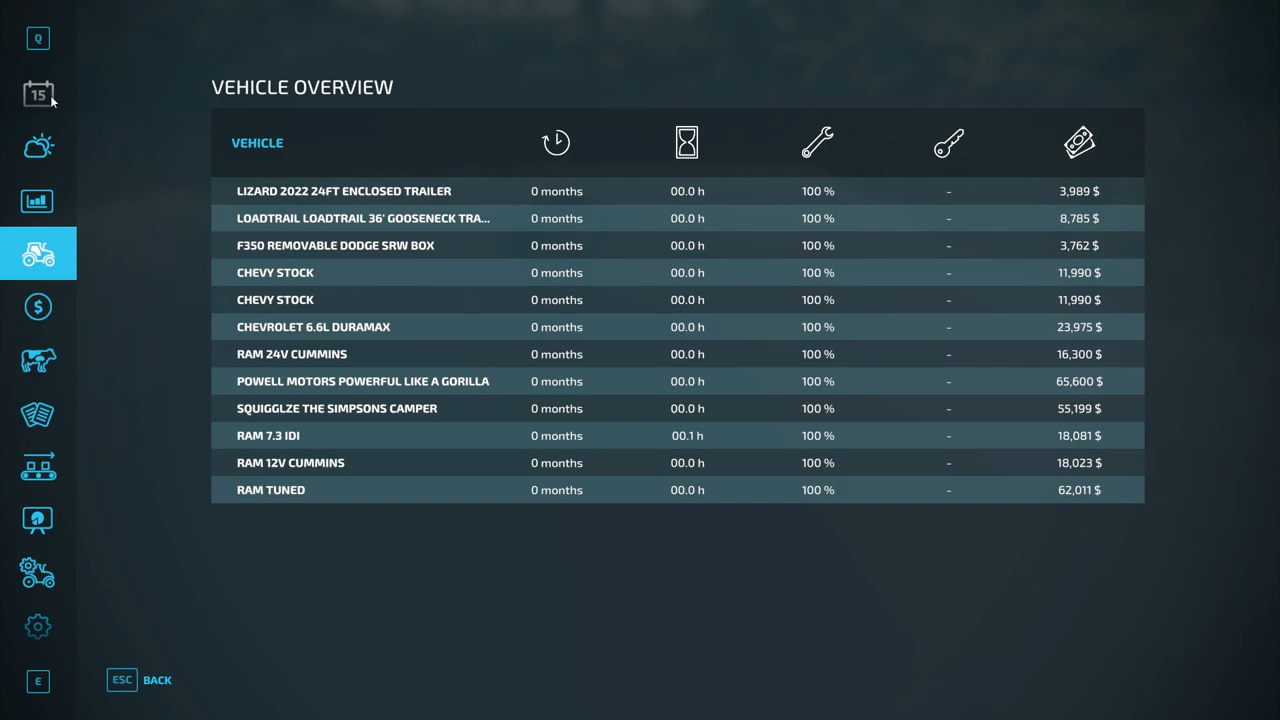 Q
15
VEHICLE OVERVIEW
VEHICLE
LIZARD 2022 24FT ENCLOSED TRAILER 0 months 00.0 h 100 % - 3,989 $
LOADTRAIL LOADTRAIL 36' GOOSENECK TRA... 0 months 00.0 h 100 % - 8,785 $
F350 REMOVABLE DODGE SRW BOX 0 months 00.0 h 100 % - 3,762 $
CHEVY STOCK 0 months 00.0 h 100 % - 11,990 $
CHEVY STOCK 0 months 00.0 h 100 % - 11,990 $
CHEVROLET 6.6L DURAMAX 0 months 00.0 h 100 % - 23,975 $
RAM 24V CUMMINS 0 months 00.0 h 100 % - 16,300 $
POWELL MOTORS POWERFUL LIKE A GORILLA 0 months 00.0 h 100 % - 65,600 $
SQUIGGLZE THE SIMPSONS CAMPER 0 months 00.0 h 100 % - 55,199 $
RAM 7.3 IDI 0 months 00.1 h 100 % - 18,081 $
RAM 12V CUMMINS 0 months 00.0 h 100 % - 18,023 $
RAM TUNED 0 months 00.0 h 100 % - 62,011 $
$
E
ESC BACK